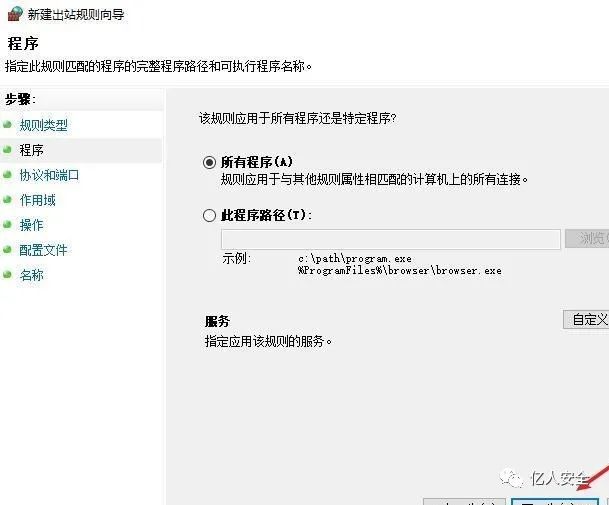 新建出站规则向导
程序
指定此规则匹配的程序的完整程序路径和可执行程序名称。
步骤:
规则类型
程序
协议和端口
作用域
操作
配置文件
名称
该规则应用于所有程序还是特定程序?
所有程序(A)
规则应用于与其他规则属性相匹配的计算机上的所有连接。
此程序路径(T):
浏览(
示例:
c:\path\program.exe
%ProgramFiles%\browser\browser.exe
服务
指定应用该规则的服务。
自定义
亿人安全